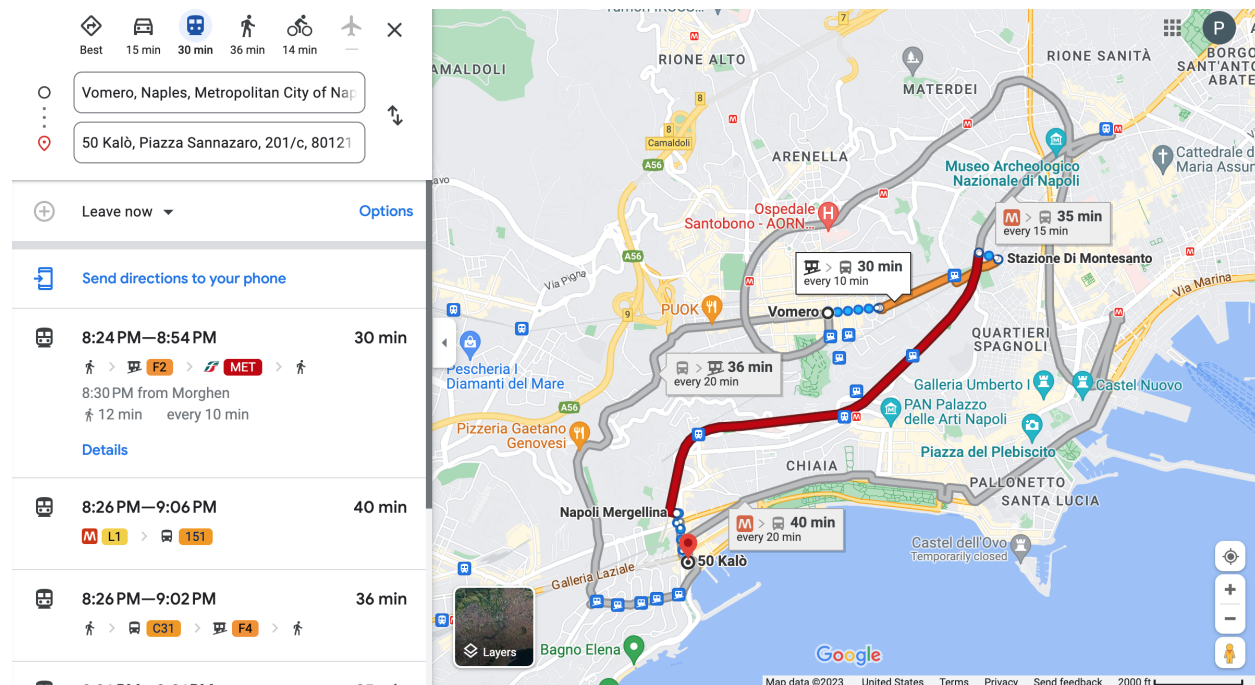 Best
15 min
30 min
36 min
14 min
Vomero, Naples, Metropolitan City of Nap
50 Kalò, Piazza Sannazaro, 201/c, 80121
Leave now
Options
Send directions to your phone
8:24 PM—8:54 PM
30 min
F2
MET
8:30 PM from Morghen
12 min
every 10 min
Details
8:26 PM—9:06 PM
40 min
M
L1
151
8:26 PM—9:02 PM
36 min
C31
F4
7
P
AMALDOLI
RIONE ALTO
RIONE SANITÀ
BORGO
SANT'ANTO
ABATE
MATERDEI
8
8
Camaldoli
A56
ARENELLA
Museo Archeologico
Nazionale di Napoli
Cattedrale d
Maria Assun
Ospedale
Santobono - AORN...
H
M
35 min
every 15 min
A56
Via Pigna
30 min
every 10 min
Stazione Di Montesanto
Via Marina
9
PUOK
Vomero
QUARTIERI
SPAGNOLI
Pescheria I
Diamanti del Mare
36 min
every 20 min
Galleria Umberto I
Castel Nuovo
A56
PAN Palazzo
delle Arti Napoli
Pizzeria Gaetano
Genovesi
Piazza del Plebiscito
CHIAIA
PALLONETTO
SANTA LUCIA
Napoli Mergellina
M
40 min
every 20 min
Castel dell'Ovo
Temporarily closed
50 Kalò
Galleria Laziale
Layers
Bagno Elena
Google
Map data ©2023
United States
Terms
Privacy
Send feedback
2000 ft